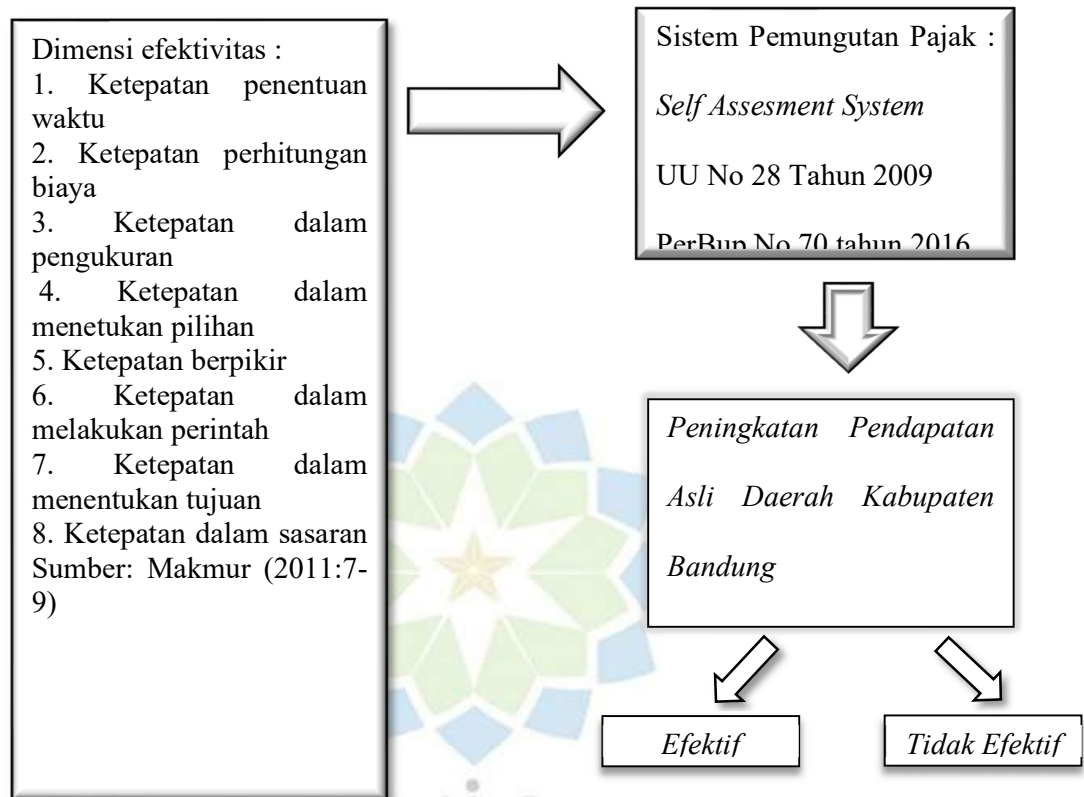 Dimensi efektivitas :
1. Ketepatan penentuan
waktu
2. Ketepatan perhitungan
biaya
3. Ketepatan dalam
pengukuran
4. Ketepatan dalam
menetukan pilihan
5. Ketepatan berpikir
6. Ketepatan dalam
melakukan perintah
7. Ketepatan dalam
menentukan tujuan
8. Ketepatan dalam sasaran
Sumber: Makmur (2011:7-
9)
Sistem Pemungutan Pajak :
Self Assesment System
UU No 28 Tahun 2009
PerBup No 70 tahun 2016
Peningkatan Pendapatan
Asli Daerah Kabupaten
Bandung
Efektif
Tidak Efektif